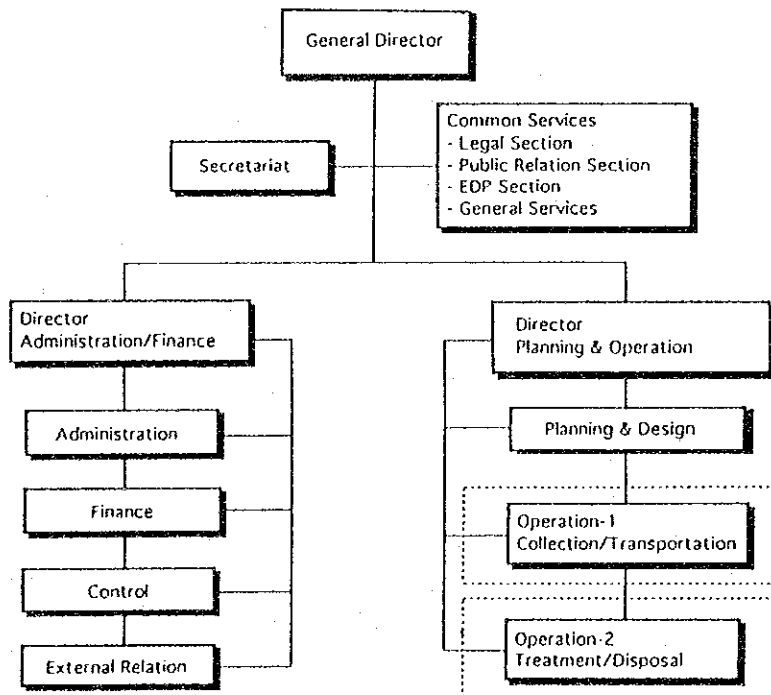 General Director
Secretariat
Common Services
- Legal Section
- Public Relation Section
- EDP Section
- General Services
Director
Administration/Finance
Administration
Finance
Control
External Relation
Director
Planning & Operation
Planning & Design
Operation-1
Collection/Transportation
Operation-2
Treatment/Disposal